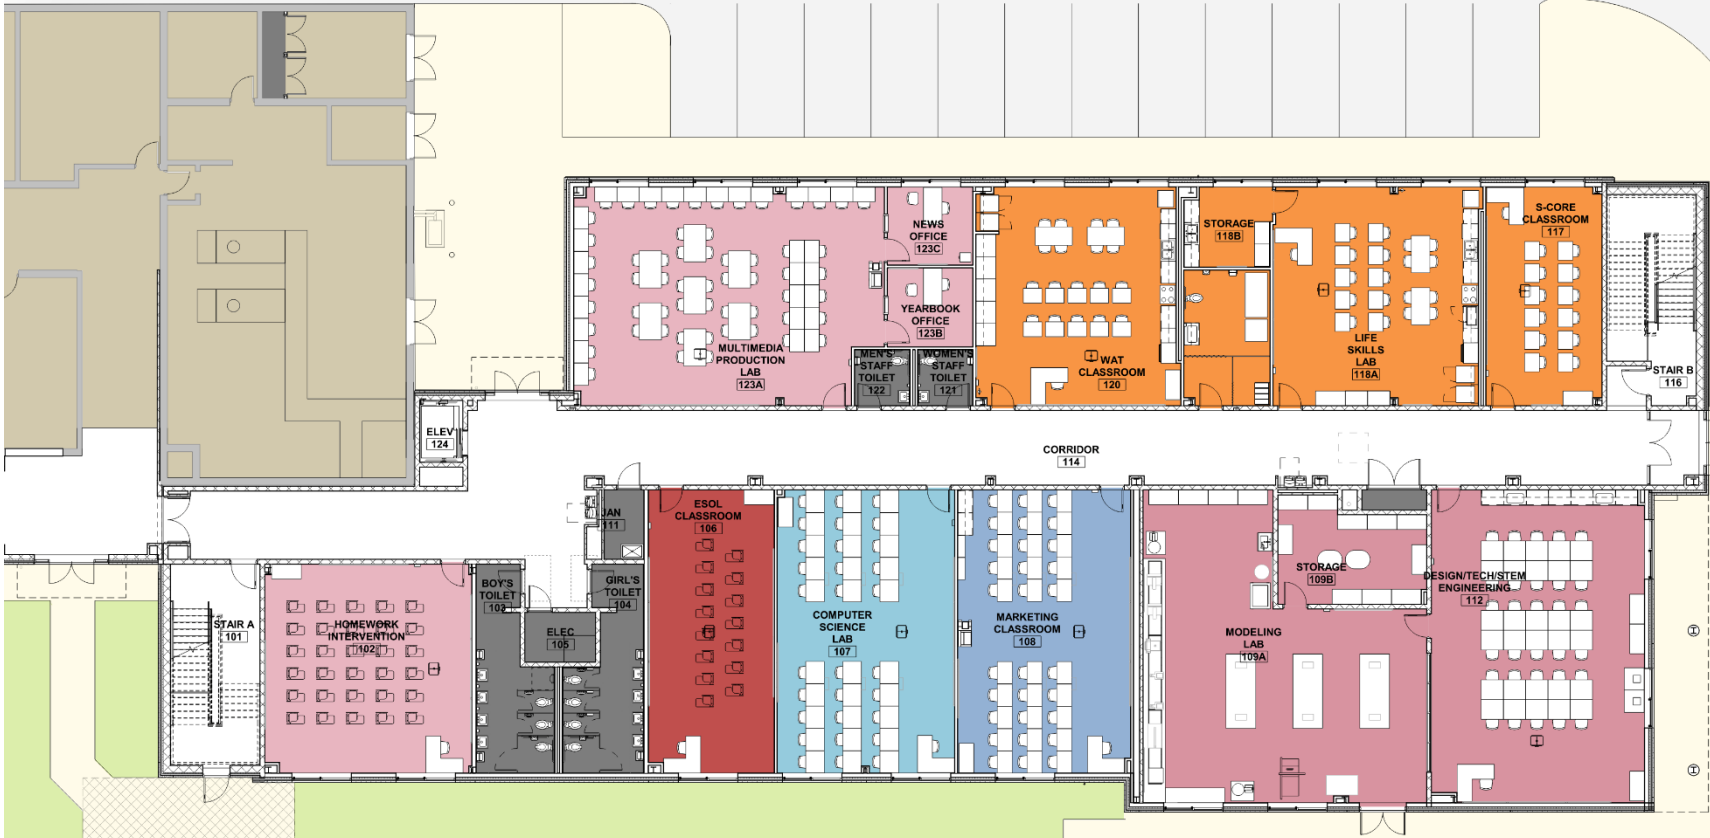 S-CORE
CLASSROOM
117
NEWS
OFFICE
123C
STORAGE
118B
YEARBOOK
OFFICE
123B
MULTIMEDIA
PRODUCTION
LAB
123A
MEN'S
STAFF
TOILET
122
WOMEN'S
STAFF
TOILET
121
WAT
CLASSROOM
120
LIFE
SKILLS
LAB
118A
STAIR B
116
ELEV
124
CORRIDOR
114
JAN
111
ESOL
CLASSROOM
106
STAIR A
101
HOMEWORK
INTERVENTION
102
BOY'S
TOILET
103
GIRL'S
TOILET
104
ELEC
105
COMPUTER
SCIENCE
LAB
107
MARKETING
CLASSROOM
108
MODELING
LAB
109A
STORAGE
109B
DESIGN/TECH/STEM
ENGINEERING
112